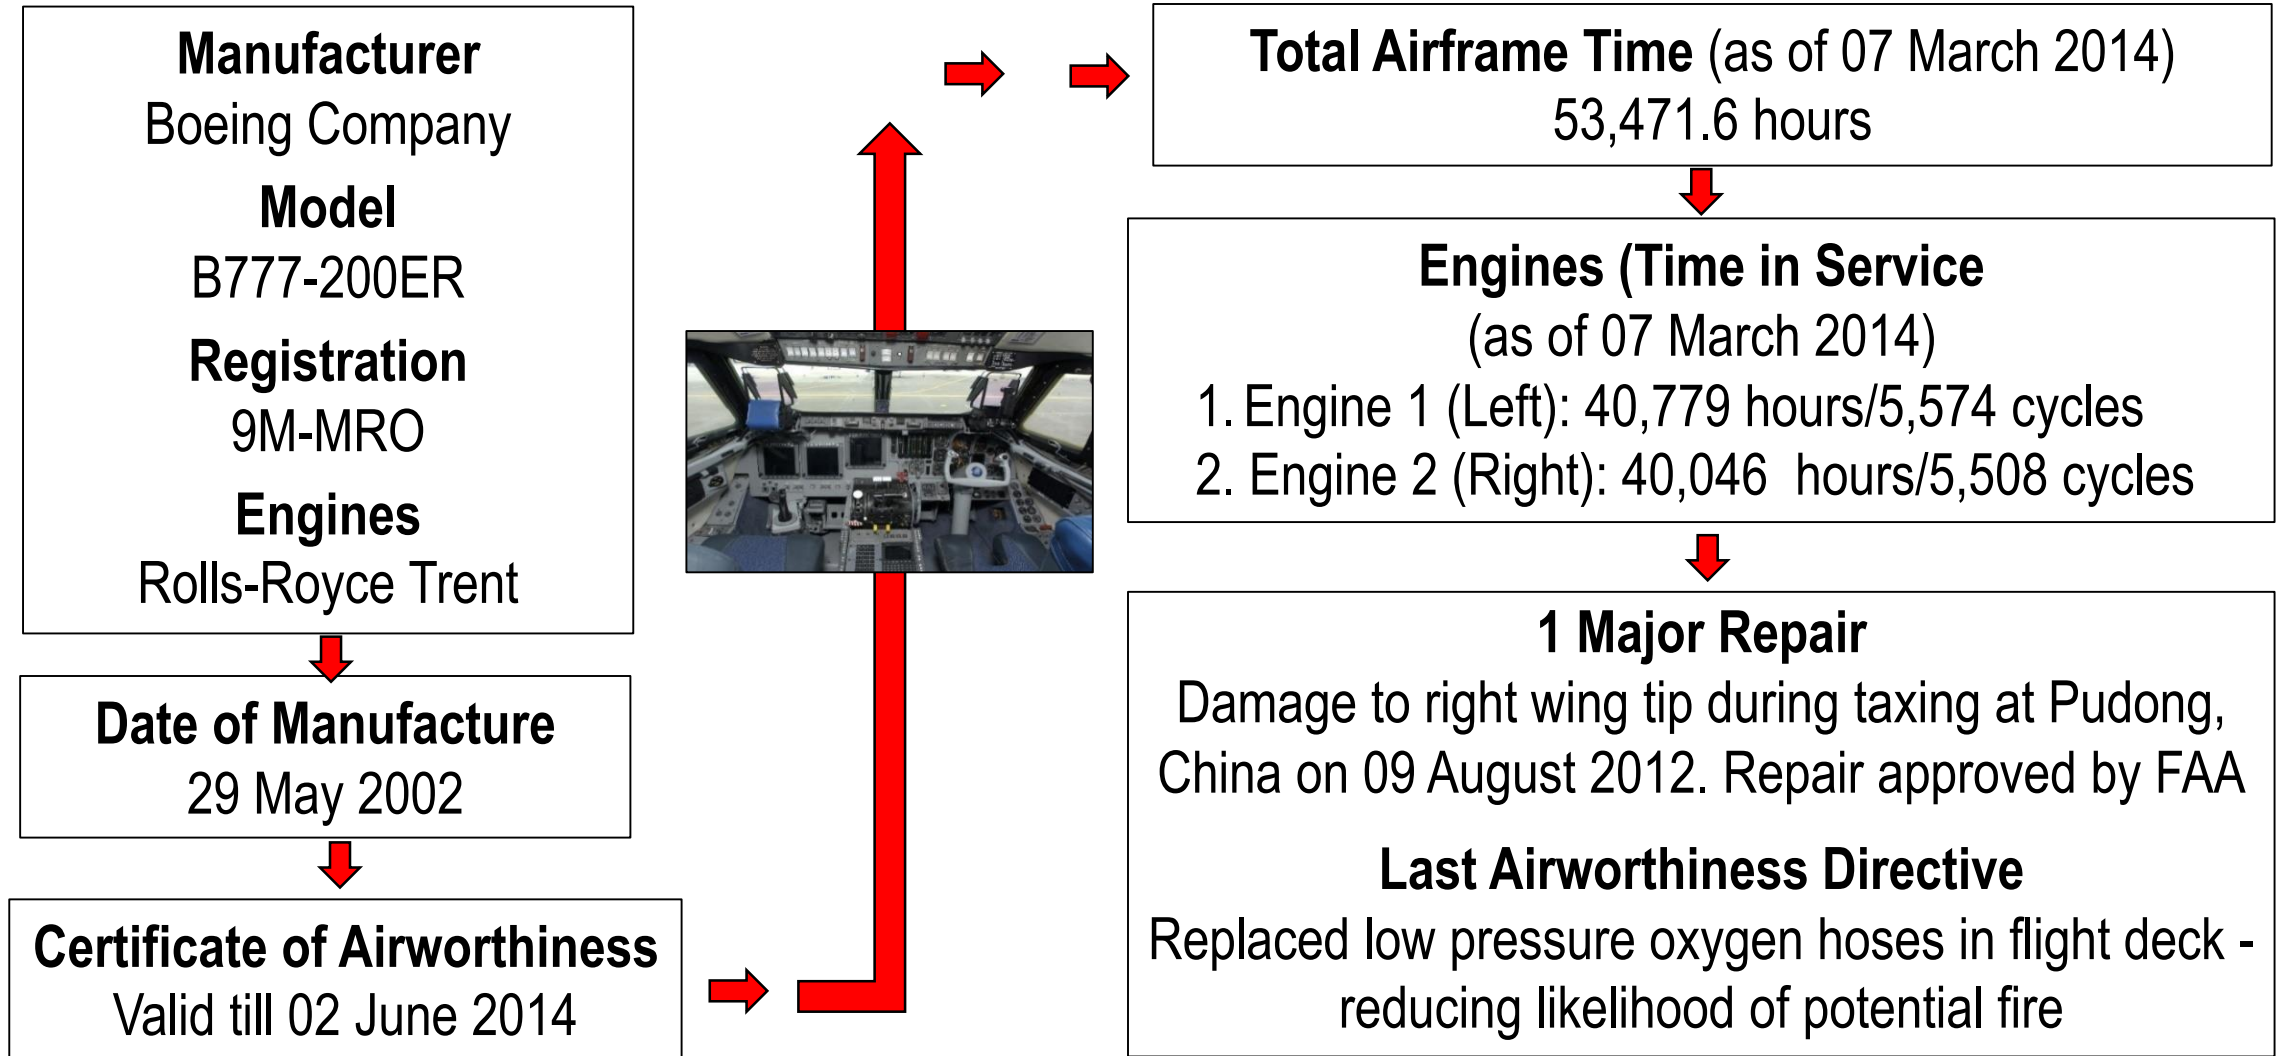 Manufacturer
Boeing Company
Model
B777-200ER
Registration
9M-MRO
Engines
Rolls-Royce Trent
Date of Manufacture
29 May 2002
Certificate of Airworthiness
Valid till 02 June 2014
Total Airframe Time (as of 07 March 2014)
53,471.6 hours
Engines (Time in Service
(as of 07 March 2014)
1. Engine 1 (Left): 40,779 hours/5,574 cycles
2. Engine 2 (Right): 40,046 hours/5,508 cycles
1 Major Repair
Damage to right wing tip during taxing at Pudong,
China on 09 August 2012. Repair approved by FAA
Last Airworthiness Directive
Replaced low pressure oxygen hoses in flight deck -
reducing likelihood of potential fire